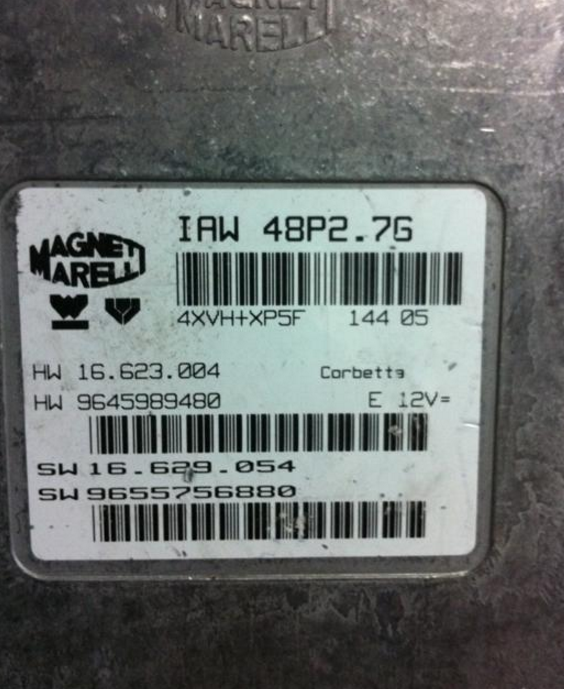 MAGNETI
MARELLI
IAW 48P2.7G
MAGNETI
MARELLI
4XVH+XP5F 144 05
HW 16.623.004 Corbetta
HW 9645989480 E 12V=
SW 16.629.054
SW 9655756880